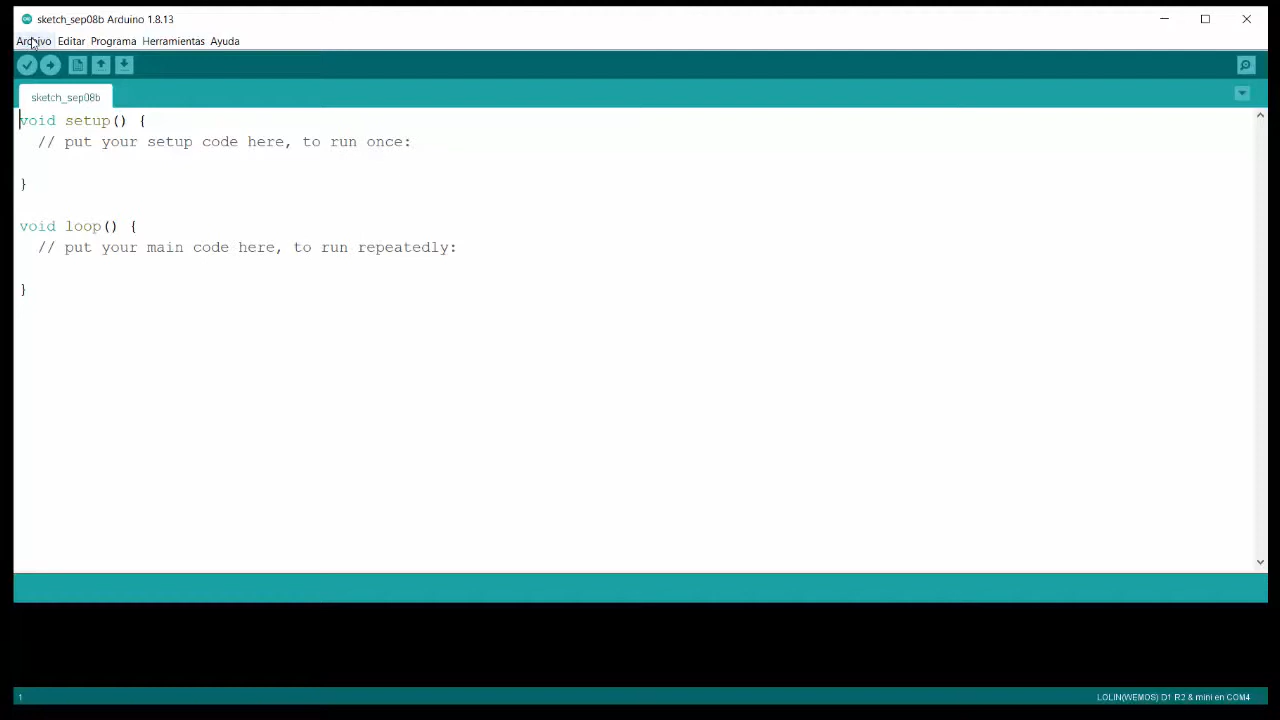 sketch_sep08b Arduino 1.8.13
Archivo Editar Programa Herramientas Ayuda
sketch_sep08b
void setup() {
  // put your setup code here, to run once:
}
void loop() {
  // put your main code here, to run repeatedly:
}
1
LOLIN(WEMOS) D1 R2 & mini en COM4